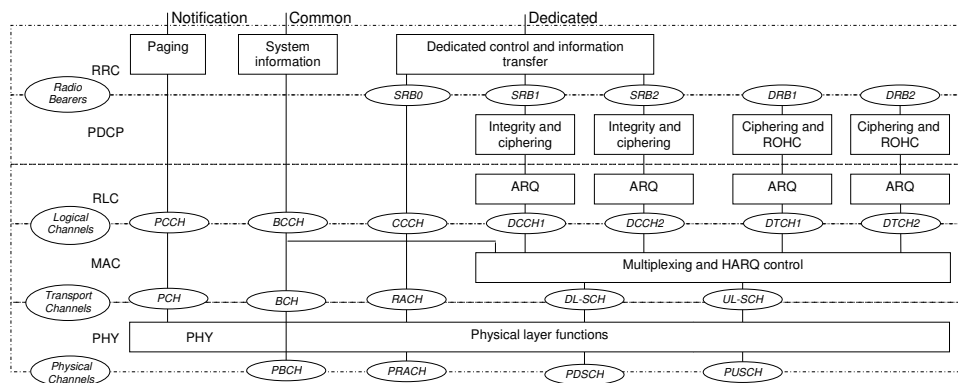 Notification Common Dedicated
Paging System information Dedicated control and information transfer
RRC
Radio Bearers SRB0 SRB1 SRB2 DRB1 DRB2
PDCP Integrity and ciphering Integrity and ciphering Ciphering and ROHC Ciphering and ROHC
ARQ ARQ ARQ ARQ
RLC
Logical Channels PCCH BCCH CCCH DCCH1 DCCH2 DTCH1 DTCH2
MAC Multiplexing and HARQ control
Transport Channels PCH BCH RACH DL-SCH UL-SCH
PHY PHY Physical layer functions
Physical Channels PBCH PRACH PDSCH PUSCH